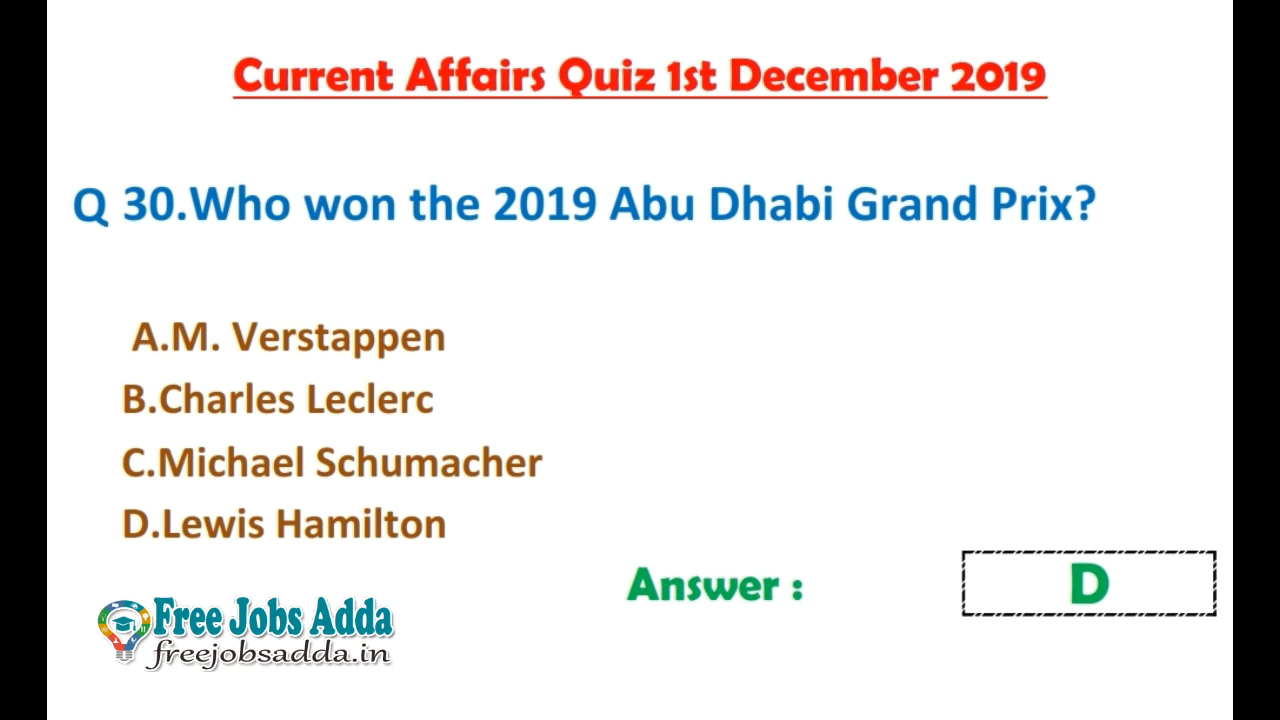 Current Affairs Quiz 1st December 2019
Q 30.Who won the 2019 Abu Dhabi Grand Prix?
A.M. Verstappen
B.Charles Leclerc
C.Michael Schumacher
D.Lewis Hamilton
Answer : D
Free Jobs Adda
freejobsadda.in